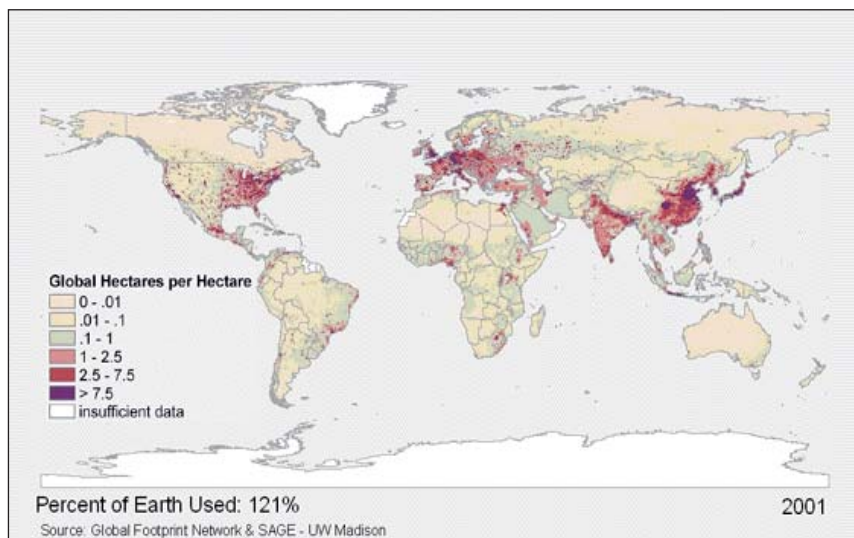 Global Hectares per Hectare
0 - .01
.01 - .1
.1 - 1
1 - 2.5
2.5 - 7.5
> 7.5
insufficient data
Percent of Earth Used: 121%
2001
Source: Global Footprint Network & SAGE - UW Madison